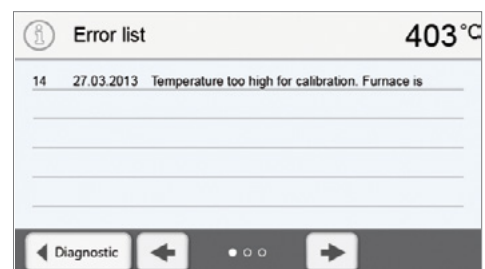 Error list 403°C
14 27.03.2013 Temperature too high for calibration. Furnace is
Diagnostic